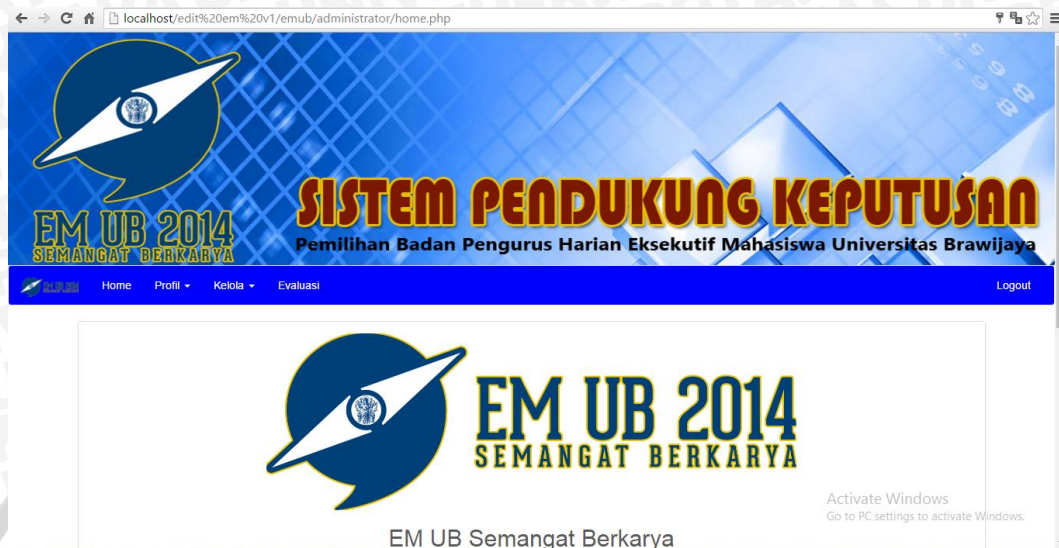 localhost/edit%20em%20v1/emub/administrator/home.php
SISTEM PENDUKUNG KEPUTUSAN
Pemilihan Badan Pengurus Harian Eksekutif Mahasiswa Universitas Brawijaya
EM UB 2014
SEMANGAT BERKARYA
Home Profil Kelola Evaluasi Logout
EM UB 2014
SEMANGAT BERKARYA
Activate Windows
Go to PC settings to activate Windows.
EM UB Semangat Berkarya